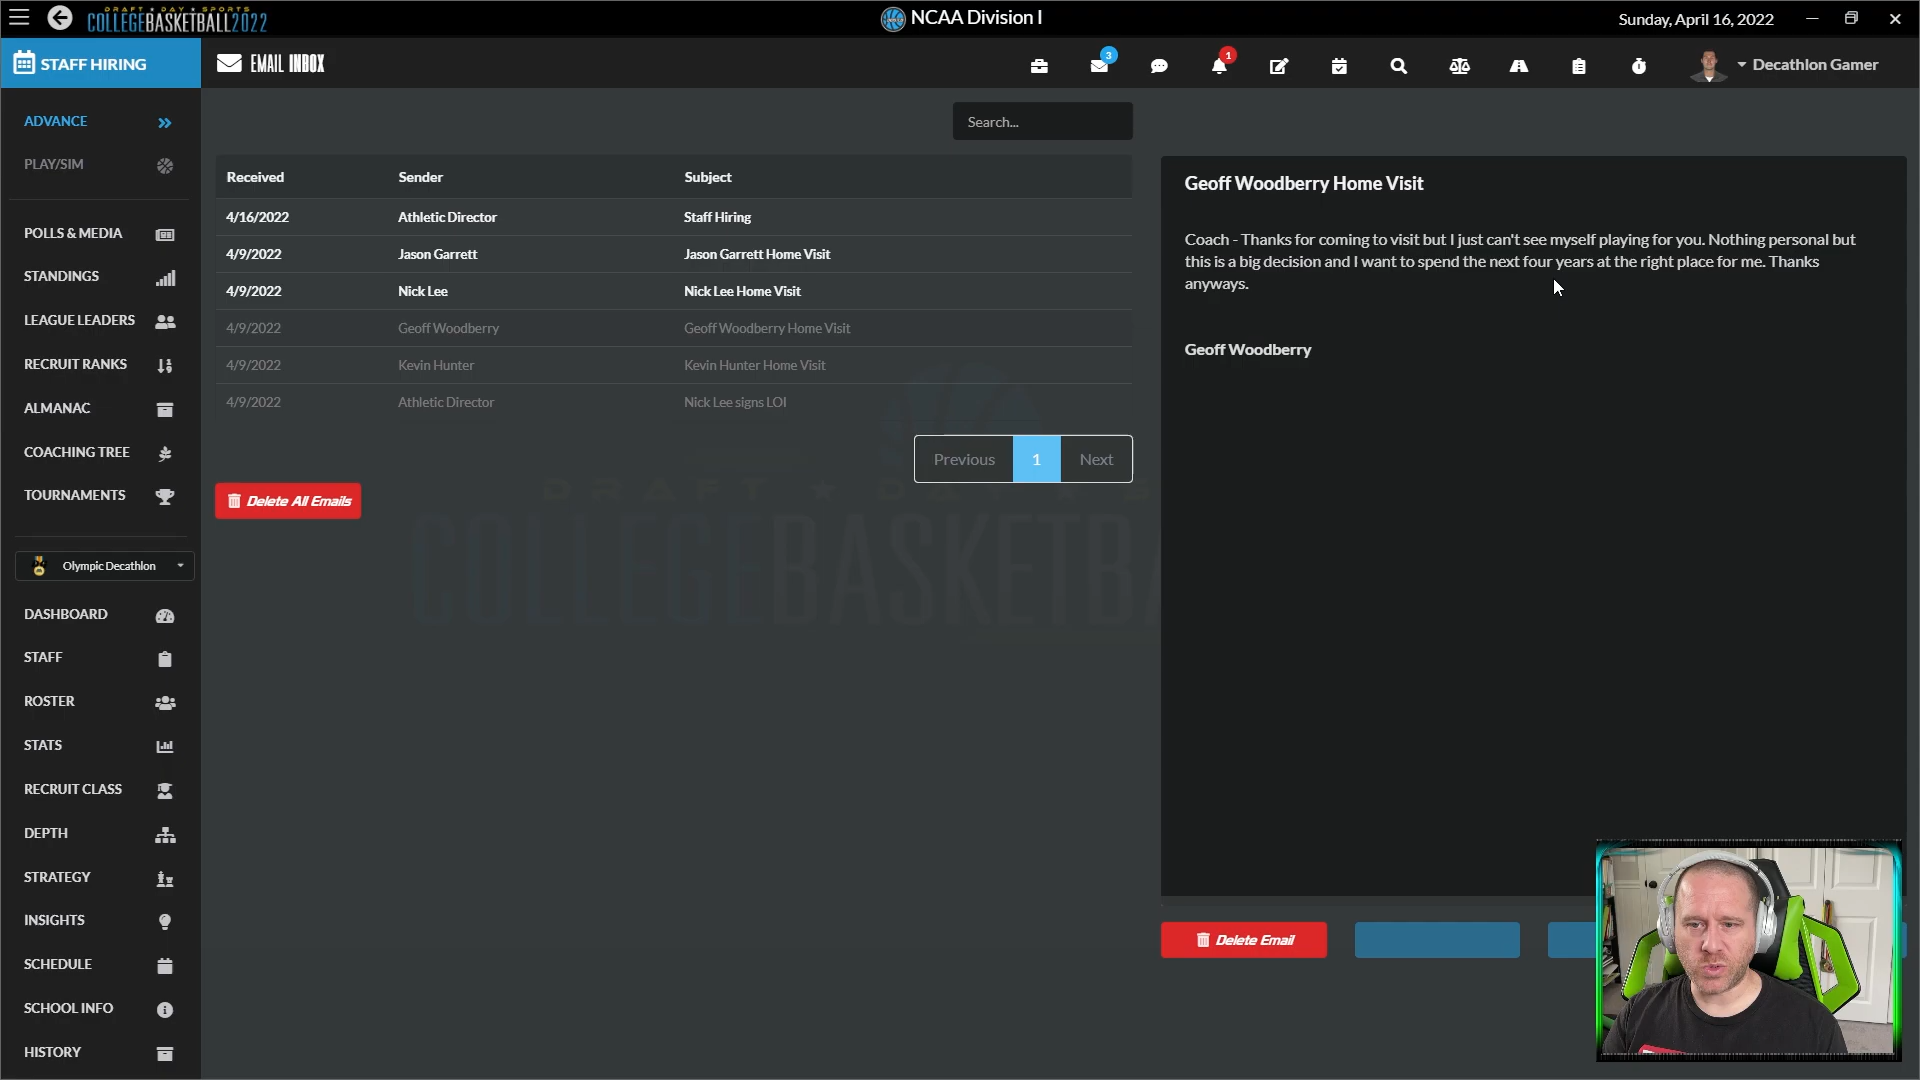 DRAFT • DAY • SPORTS
COLLEGEBASKETBALL2022
NCAA Division I
Sunday, April 16, 2022
STAFF HIRING
EMAIL INBOX
3
1
Decathlon Gamer
ADVANCE
PLAY/SIM
POLLS & MEDIA
STANDINGS
LEAGUE LEADERS
RECRUIT RANKS
ALMANAC
COACHING TREE
TOURNAMENTS
Olympic Decathlon
DASHBOARD
STAFF
ROSTER
STATS
RECRUIT CLASS
DEPTH
STRATEGY
INSIGHTS
SCHEDULE
SCHOOL INFO
HISTORY
Search...
Received Sender Subject
4/16/2022 Athletic Director Staff Hiring
4/9/2022 Jason Garrett Jason Garrett Home Visit
4/9/2022 Nick Lee Nick Lee Home Visit
4/9/2022 Geoff Woodberry Geoff Woodberry Home Visit
4/9/2022 Kevin Hunter Kevin Hunter Home Visit
4/9/2022 Athletic Director Nick Lee signs LOI
Previous 1 Next
Delete All Emails
DRAFT ★ DAY ★ S
COLLEGEBASKETBA
Geoff Woodberry Home Visit
Coach - Thanks for coming to visit but I just can't see myself playing for you. Nothing personal but
this is a big decision and I want to spend the next four years at the right place for me. Thanks
anyways.
Geoff Woodberry
Delete Email